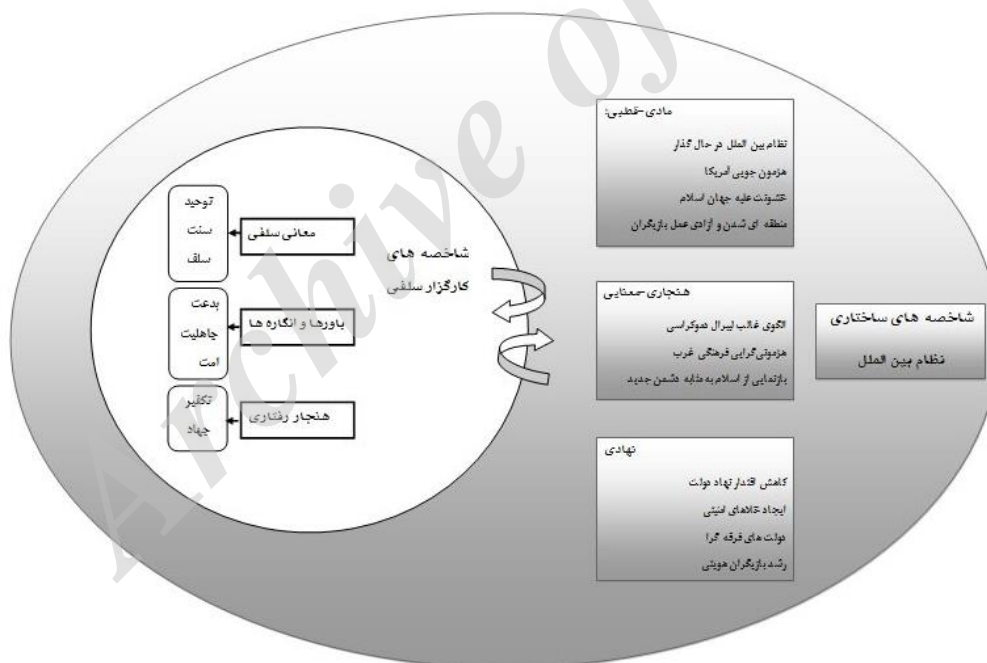 مادی-قطبی:
نظام بین الملل در حال گذار
هژمون جویی آمریکا
خشونت علیه جهان اسلام
منطقه ای شدن و آزادی عمل بازیگران
هنجاری-معنایی
الگوی غالب لیبرال دموکراسی
هژمونی گرایی فرهنگی غرب
بازنمایی از اسلام به مثابه دشمن جدید
نهادی
کاهش اقتدار نهاد دولت
ایجاد خلاهای امنیتی
دولت های فرقه گرا
رشد بازیگران هویتی
شاخصه های ساختاری
نظام بین الملل
شاخصه های
کارگزار سلفی
معانی سلفی
توحید
سنت
سلف
باورها و انگاره ها
بدعت
جاهلیت
امت
هنجار رفتاری
تکفیر
جهاد
Archive of